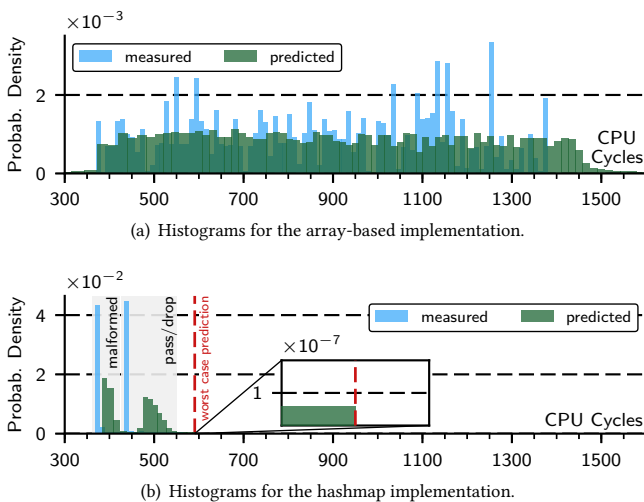 ×10⁻³
Probab. Density
measured predicted
2
0
CPU
Cycles
300 500 700 900 1100 1300 1500
(a) Histograms for the array-based implementation.
×10⁻²
Probab. Density
4
2
0
malformed
pass/drop
worst case prediction
measured predicted
×10⁻⁷
1
CPU Cycles
300 500 700 900 1100 1300 1500
(b) Histograms for the hashmap implementation.